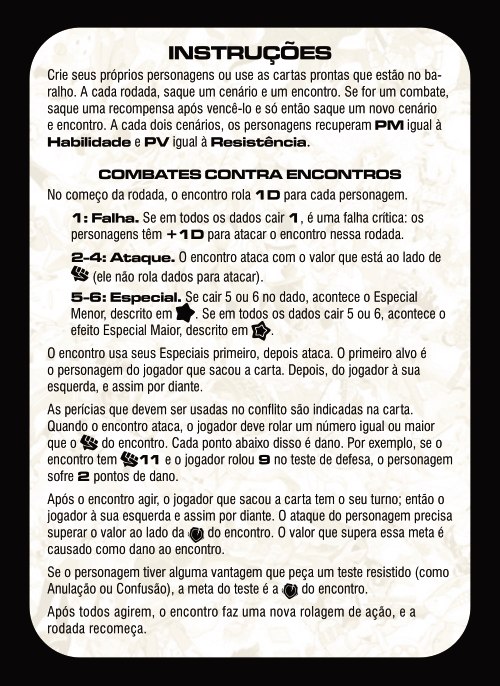 INSTRUÇÕES
Crie seus próprios personagens ou use as cartas prontas que estão no ba-
ralho. A cada rodada, saque um cenário e um encontro. Se for um combate,
saque uma recompensa após vencê-lo e só então saque um novo cenário
e encontro. A cada dois cenários, os personagens recuperam PM igual à
Habilidade e PV igual à Resistência.
COMBATES CONTRA ENCONTROS
No começo da rodada, o encontro rola 1D para cada personagem.
1: Falha. Se em todos os dados cair 1, é uma falha crítica: os
personagens têm +1D para atacar o encontro nessa rodada.
2-4: Ataque. O encontro ataca com o valor que está ao lado de
(ele não rola dados para atacar).
5-6: Especial. Se cair 5 ou 6 no dado, acontece o Especial
Menor, descrito em . Se em todos os dados cair 5 ou 6, acontece o
efeito Especial Maior, descrito em .
O encontro usa seus Especiais primeiro, depois ataca. O primeiro alvo é
o personagem do jogador que sacou a carta. Depois, do jogador à sua
esquerda, e assim por diante.
As perícias que devem ser usadas no conflito são indicadas na carta.
Quando o encontro ataca, o jogador deve rolar um número igual ou maior
que o do encontro. Cada ponto abaixo disso é dano. Por exemplo, se o
encontro tem 11 e o jogador rolou 9 no teste de defesa, o personagem
sofre 2 pontos de dano.
Após o encontro agir, o jogador que sacou a carta tem o seu turno; então o
jogador à sua esquerda e assim por diante. O ataque do personagem precisa
superar o valor ao lado da do encontro. O valor que supera essa meta é
causado como dano ao encontro.
Se o personagem tiver alguma vantagem que peça um teste resistido (como
Anulação ou Confusão), a meta do teste é a do encontro.
Após todos agirem, o encontro faz uma nova rolagem de ação, e a
rodada recomeça.